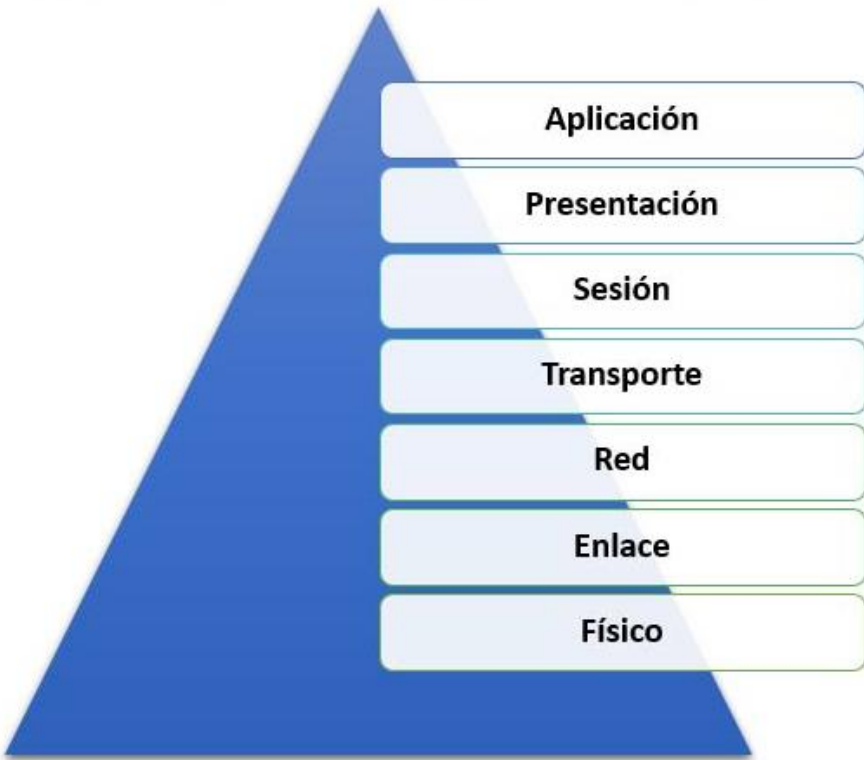 Aplicación
Presentación
Sesión
Transporte
Red
Enlace
Físico